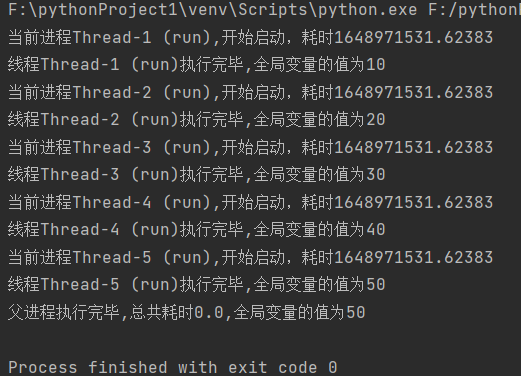 F:\pythonProject1\venv\Scripts\python.exe F:/python
当前进程Thread-1 (run),开始启动，耗时1648971531.62383
线程Thread-1 (run)执行完毕,全局变量的值为10
当前进程Thread-2 (run),开始启动，耗时1648971531.62383
线程Thread-2 (run)执行完毕,全局变量的值为20
当前进程Thread-3 (run),开始启动，耗时1648971531.62383
线程Thread-3 (run)执行完毕,全局变量的值为30
当前进程Thread-4 (run),开始启动，耗时1648971531.62383
线程Thread-4 (run)执行完毕,全局变量的值为40
当前进程Thread-5 (run),开始启动，耗时1648971531.62383
线程Thread-5 (run)执行完毕,全局变量的值为50
父进程执行完毕,总共耗时0.0,全局变量的值为50
Process finished with exit code 0